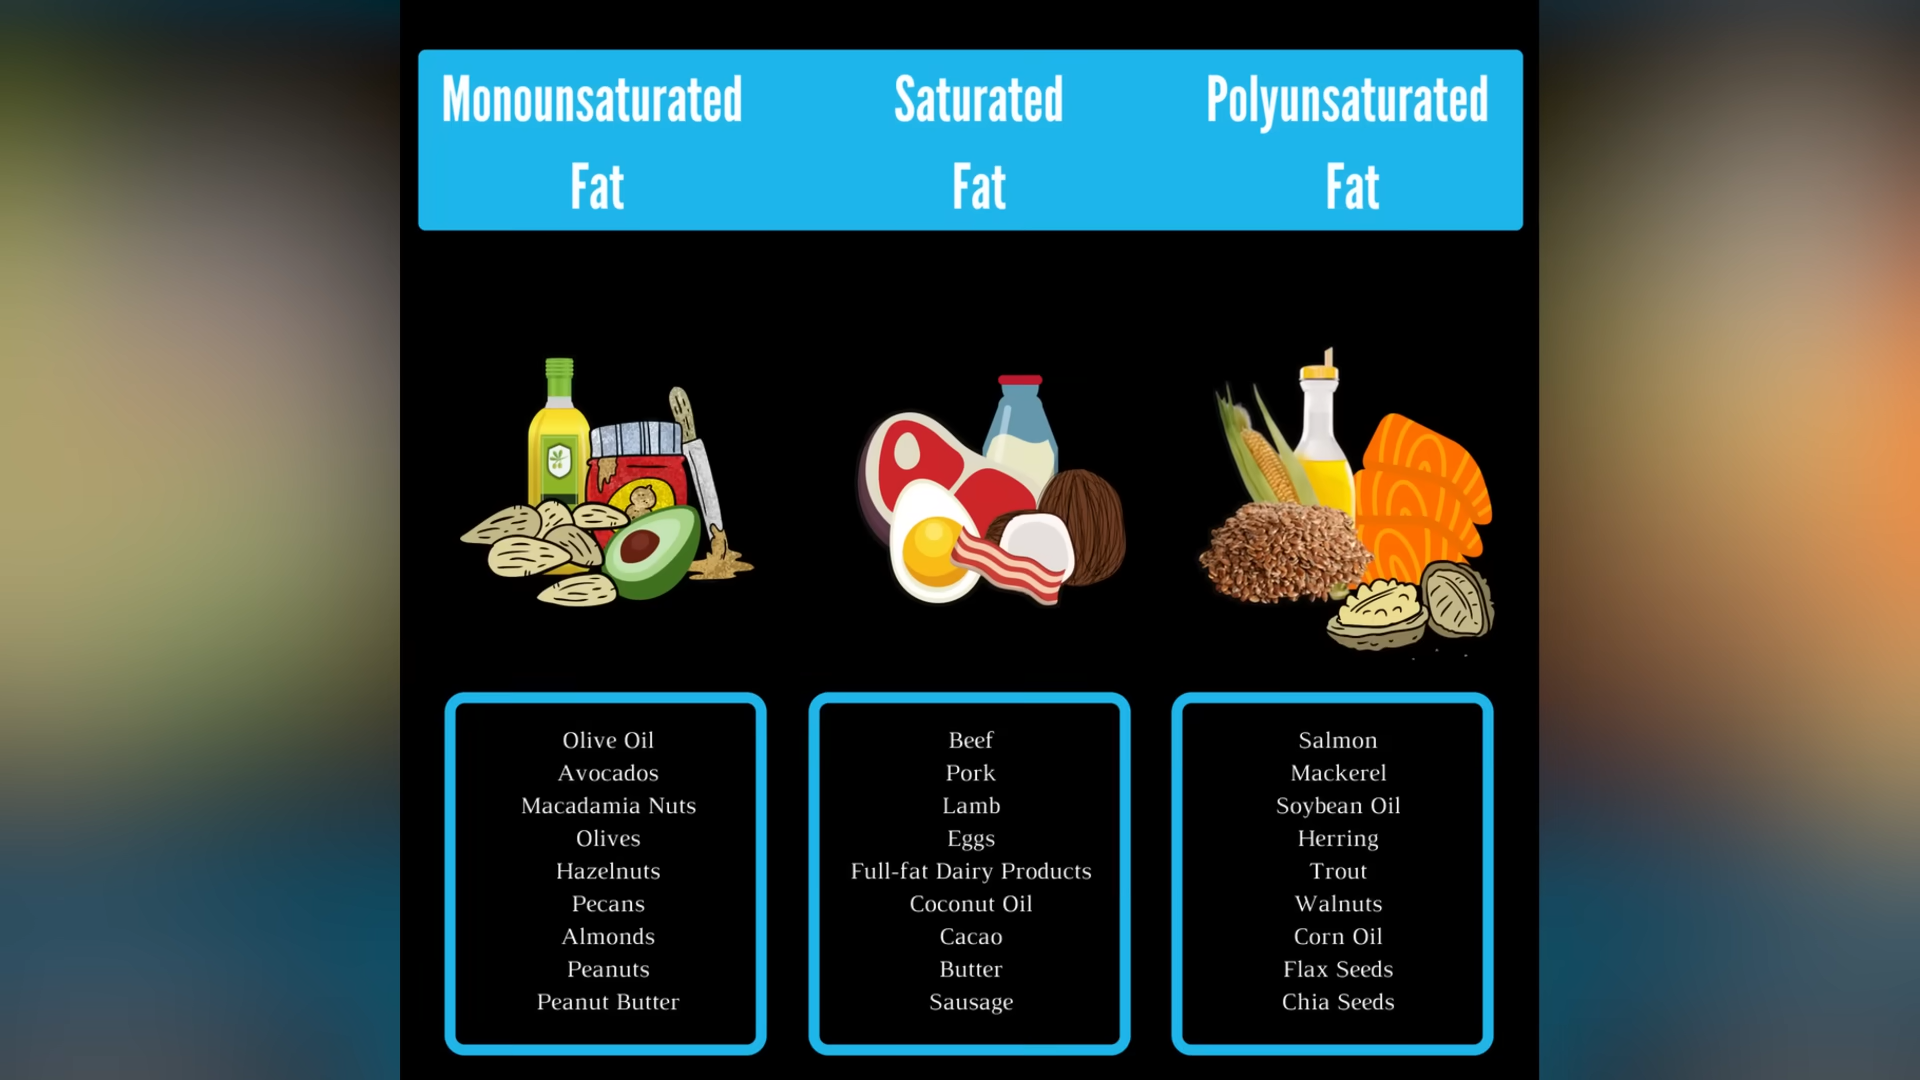 Monounsaturated
Fat
Saturated
Fat
Polyunsaturated
Fat
Olive Oil
Avocados
Macadamia Nuts
Olives
Hazelnuts
Pecans
Almonds
Peanuts
Peanut Butter
Beef
Pork
Lamb
Eggs
Full-fat Dairy Products
Coconut Oil
Cacao
Butter
Sausage
Salmon
Mackerel
Soybean Oil
Herring
Trout
Walnuts
Corn Oil
Flax Seeds
Chia Seeds